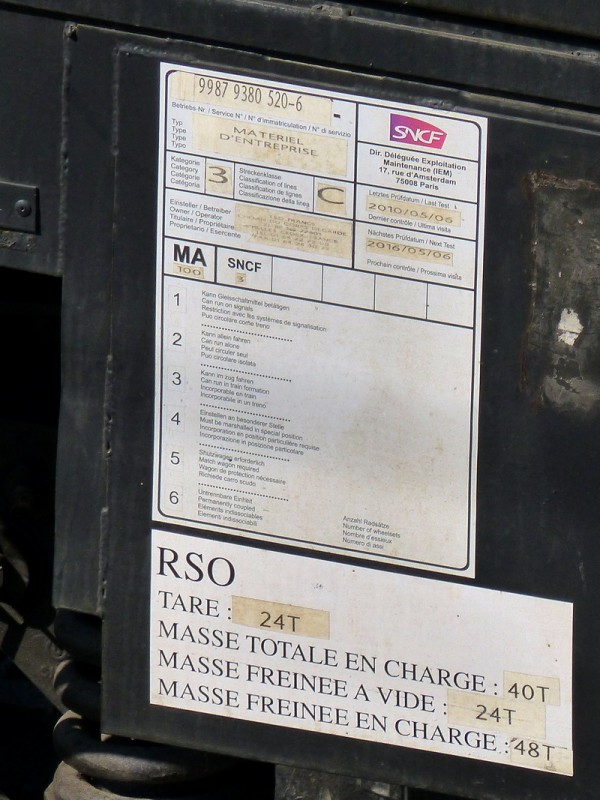 9987 9380 520-6
Betriebs-Nr. / Service N° / N° d'immatriculation / N° di servizio
Typ
Type
Type
Tipo
MATERIEL
D'ENTREPRISE
SNCF
Dir. Déléguée Exploitation
Maintenance (IEM)
17, rue d'Amsterdam
75008 Paris
Kategorie
Category
Catégorie
Categoria
3
Streckenklasse
Classification of lines
Classification de lignes
Classificazione della linea
C
Letztes Prüfdatum / Last Test
2010/05/06
Dernier contrôle / Ultima visita
Einsteller / Betreiber
Owner / Operator
Titulaire / Propriétaire
Proprietario / Esercente
Nächstes Prüfdatum / Next Test
2016/05/06
Prochain contrôle / Prossima visita
MA
100
SNCF
3
1
Kann Gleisschaltmittel betätigen
Can run on signals
Restriction avec les systèmes de signalisation
Puo circolare come treno
2
Kann allein fahren
Can run alone
Peut circuler seul
Puo circolare isolata
3
Kann im zug fahren
Can run in train formation
Incorporable en train
Incorporabile in un treno
4
Einstellen an besonderer Stelle
Must be marshalled in special position
Incorporation en position particulière requise
Incorporazione in posizione particolare
5
Schutzwagen erforderlich
Match wagon required
Wagon de protection nécessaire
Richiede carro scudo
6
Untrennbare Einheit
Permanently coupled
Eléments indissociables
Elementi indissociabili
Anzahl Radsätze
Number of wheelsets
Nombre d'essieux
Numero di assi
RSO
TARE : 24T
MASSE TOTALE EN CHARGE : 40T
MASSE FREINEE A VIDE : 24T
MASSE FREINEE EN CHARGE : 48T